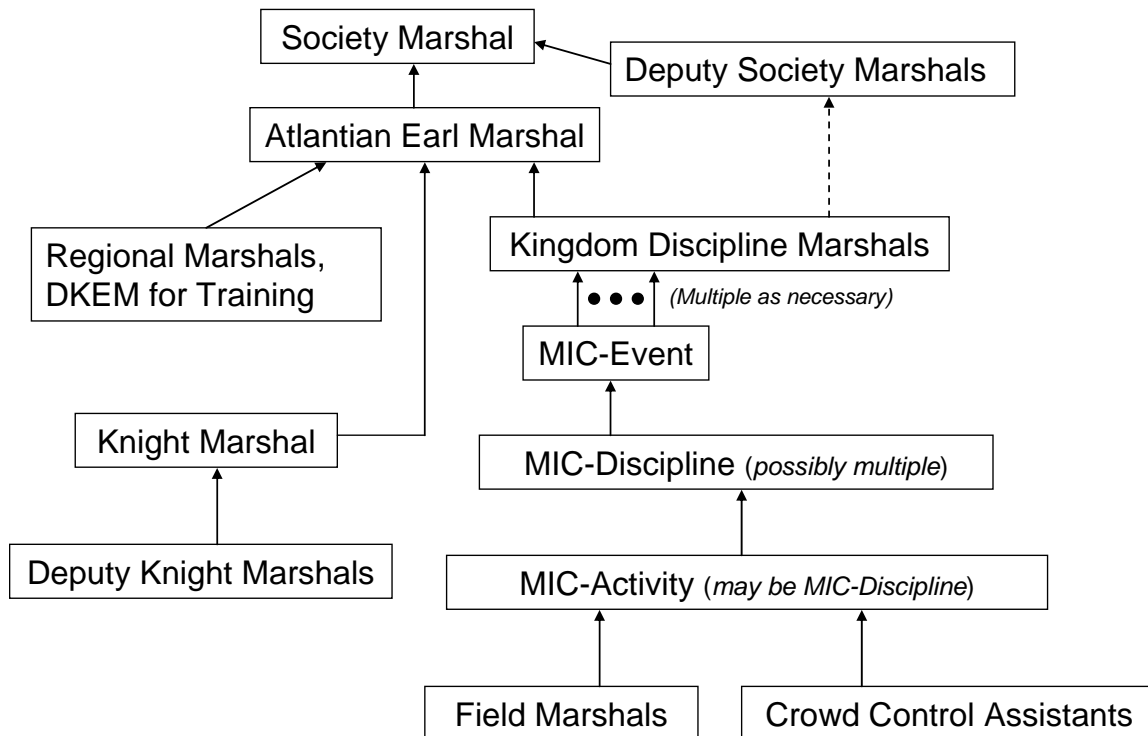 Society Marshal
Deputy Society Marshals
Atlantian Earl Marshal
Regional Marshals,
DKEM for Training
Kingdom Discipline Marshals
(Multiple as necessary)
MIC-Event
Knight Marshal
MIC-Discipline (possibly multiple)
Deputy Knight Marshals
MIC-Activity (may be MIC-Discipline)
Field Marshals
Crowd Control Assistants